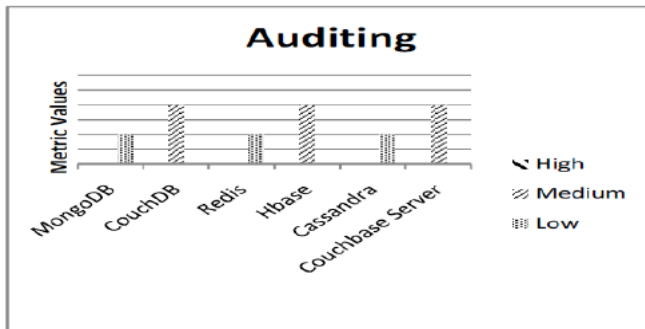 Auditing
Metric Values
MongoDB
CouchDB
Redis
Hbase
Cassandra
Couchbase Server
High
Medium
Low